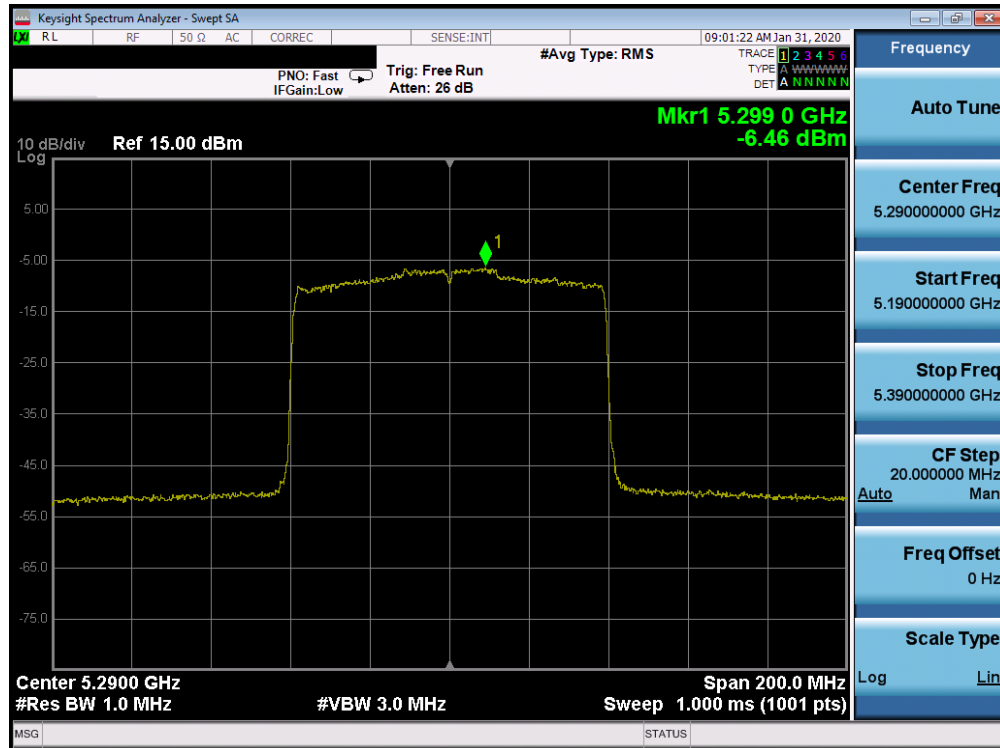 Keysight Spectrum Analyzer - Swept SA
LXI RL RF 50 Ω AC CORREC SENSE:INT 09:01:22 AM Jan 31, 2020
#Avg Type: RMS
TRACE 1 2 3 4 5 6
TYPE A WWWWW
DET A N N N N N
PNO: Fast
IFGain:Low
Trig: Free Run
Atten: 26 dB
Mkr1 5.299 0 GHz
-6.46 dBm
10 dB/div Ref 15.00 dBm
Log
5.00
-5.00
-15.0
-25.0
-35.0
-45.0
-55.0
-65.0
-75.0
1
Center 5.2900 GHz Span 200.0 MHz
#Res BW 1.0 MHz #VBW 3.0 MHz Sweep 1.000 ms (1001 pts)
MSG STATUS
Frequency
Auto Tune
Center Freq
5.290000000 GHz
Start Freq
5.190000000 GHz
Stop Freq
5.390000000 GHz
CF Step
20.000000 MHz
Auto Man
Freq Offset
0 Hz
Scale Type
Log Lin